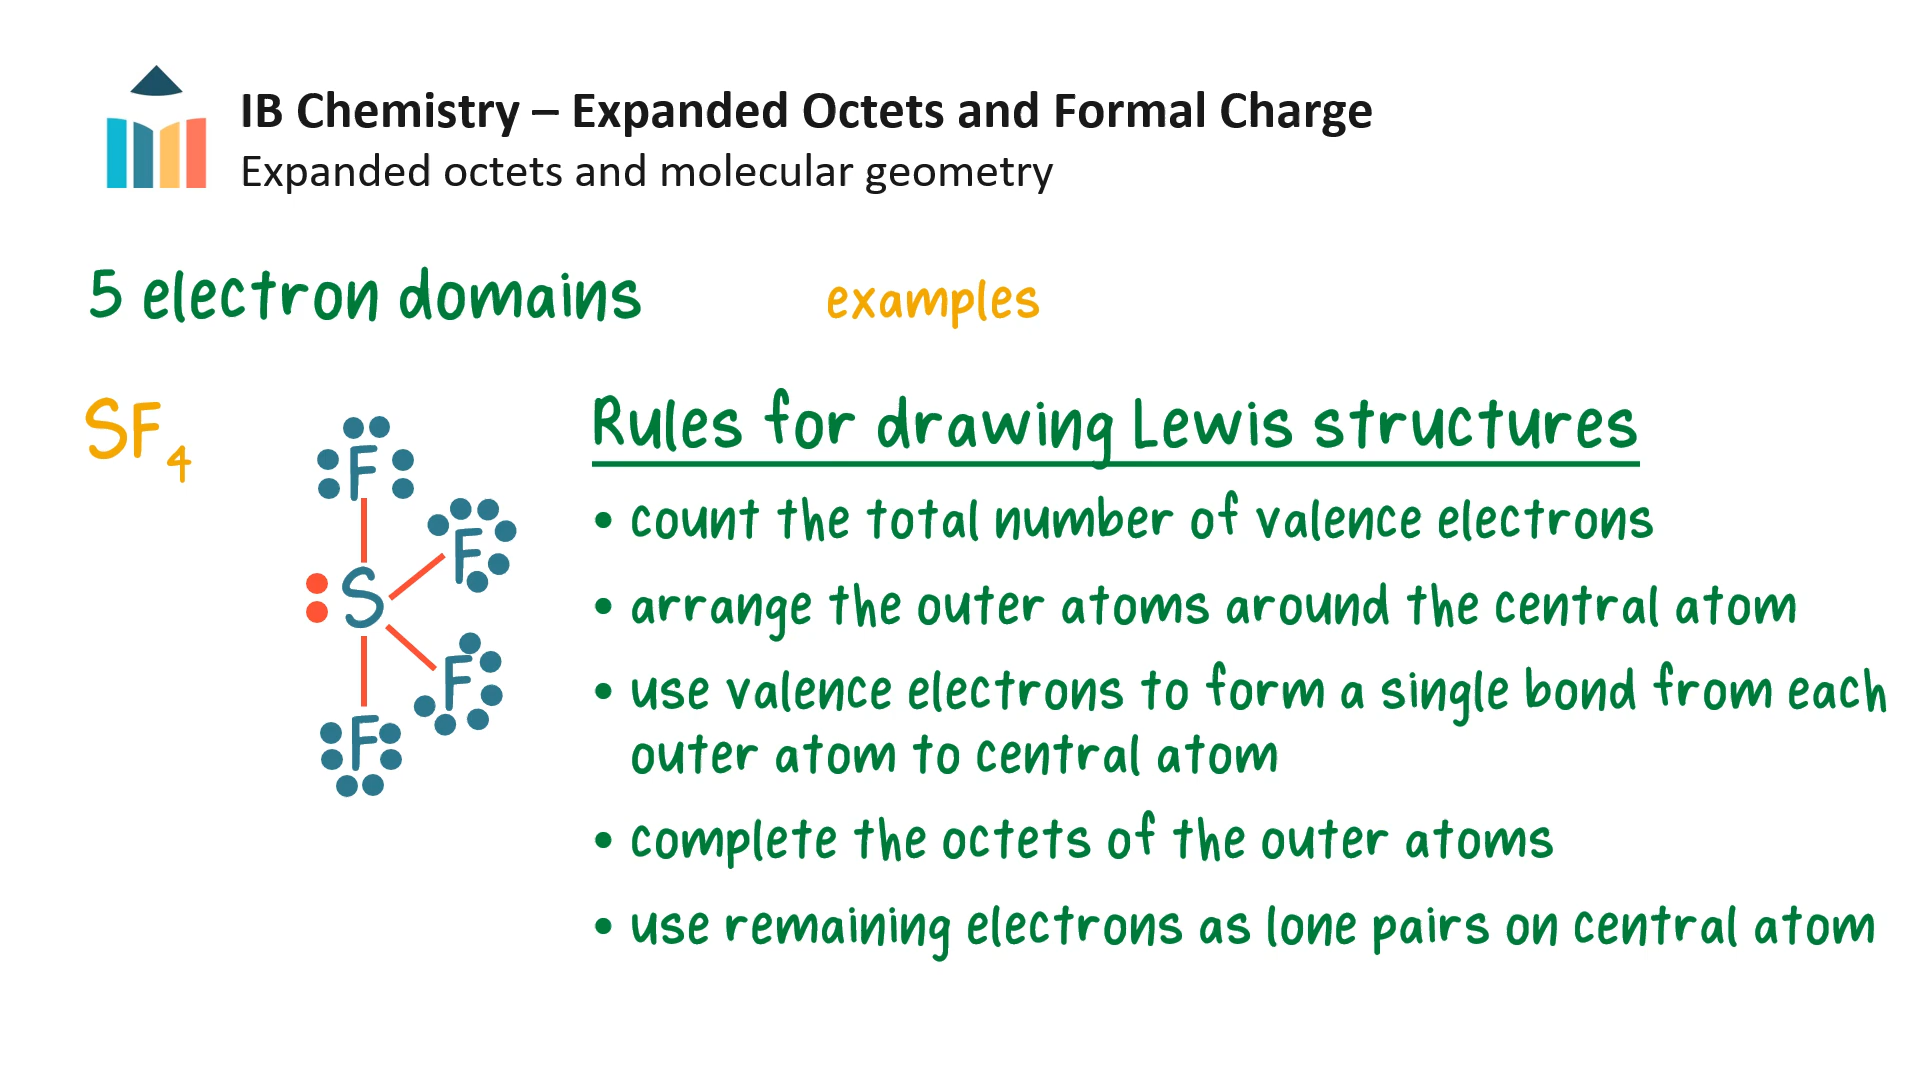 IB Chemistry – Expanded Octets and Formal Charge
Expanded octets and molecular geometry
5 electron domains
examples
SF₄
F
F
S
F
F
Rules for drawing Lewis structures
• count the total number of valence electrons
• arrange the outer atoms around the central atom
• use valence electrons to form a single bond from each
outer atom to central atom
• complete the octets of the outer atoms
• use remaining electrons as lone pairs on central atom